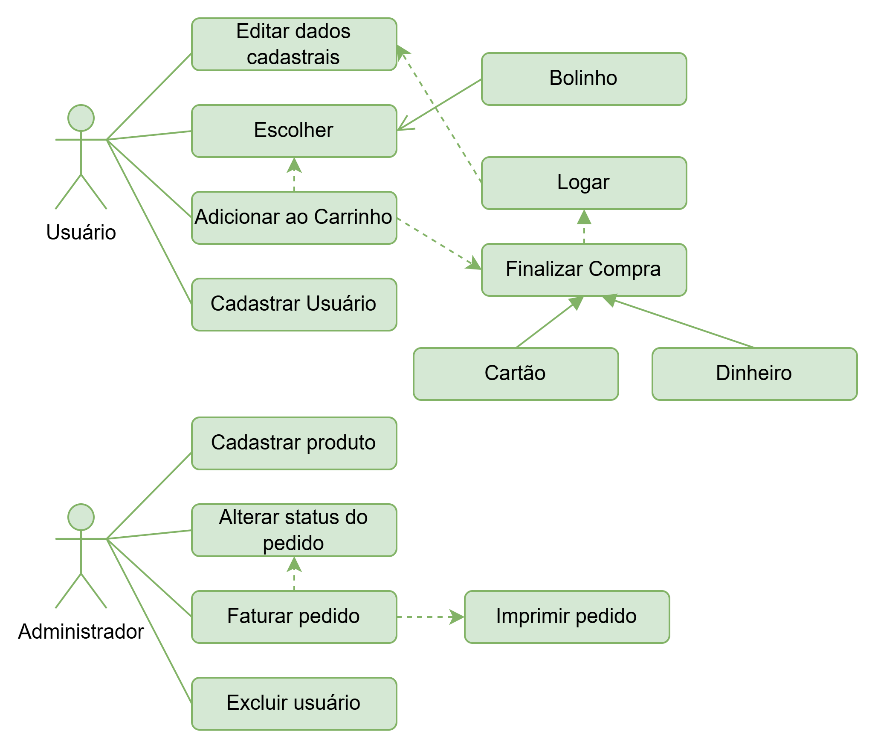 Editar dados
cadastrais
Bolinho
Escolher
Logar
Adicionar ao Carrinho
Usuário
Finalizar Compra
Cadastrar Usuário
Cartão
Dinheiro
Cadastrar produto
Alterar status do
pedido
Faturar pedido
Imprimir pedido
Administrador
Excluir usuário